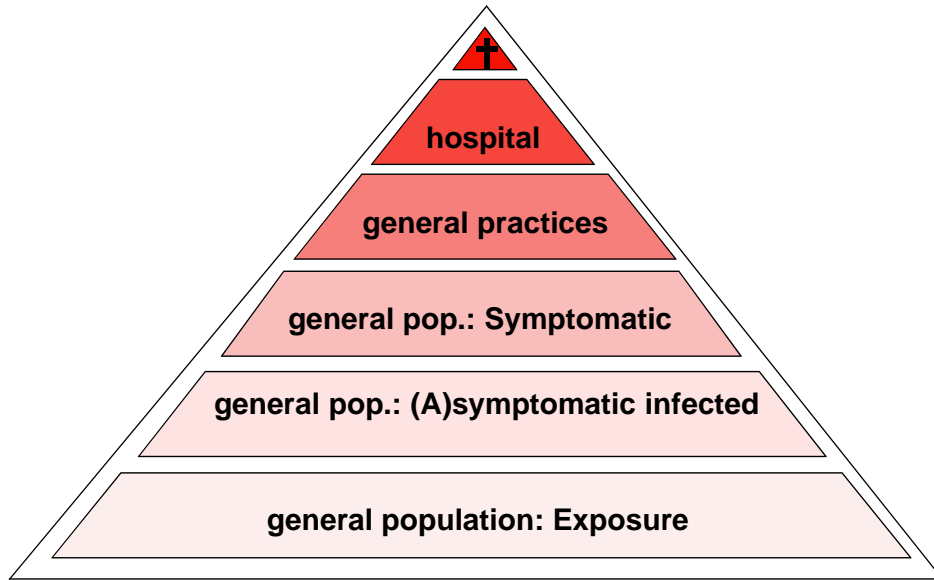 hospital
general practices
general pop.: Symptomatic
general pop.: (A)symptomatic infected
general population: Exposure